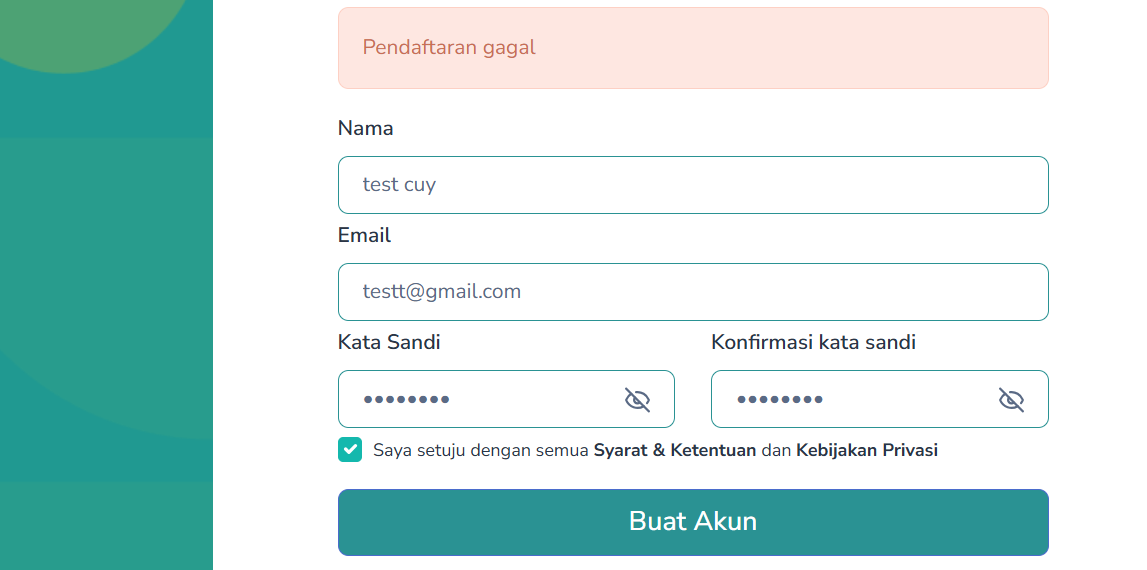 Pendaftaran gagal
Nama
test cuy
Email
testt@gmail.com
Kata Sandi
Konfirmasi kata sandi
••••••••
••••••••
Saya setuju dengan semua Syarat & Ketentuan dan Kebijakan Privasi
Buat Akun